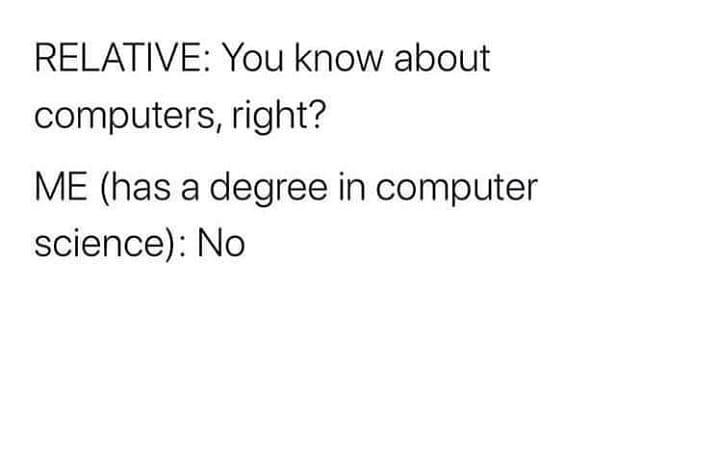 RELATIVE: You know about
computers, right?
ME (has a degree in computer
science): No